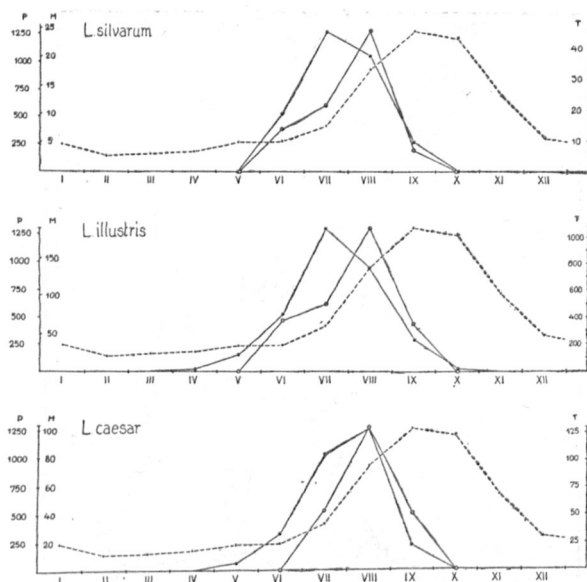 P M L.silvarum T
1250 25
1000 20 40
750 15 30
500 10 20
250 5 10
I II III IV V VI VII VIII IX X XI XII
P M L.illustris T
1250 1000
1000 150 800
750 100 600
500 400
250 50 200
I II III IV V VI VII VIII IX X XI XII
P M L.caesar T
1250 100 125
1000 80 100
750 60 75
500 40 50
250 20 25
I II III IV V VI VII VIII IX X XI XII